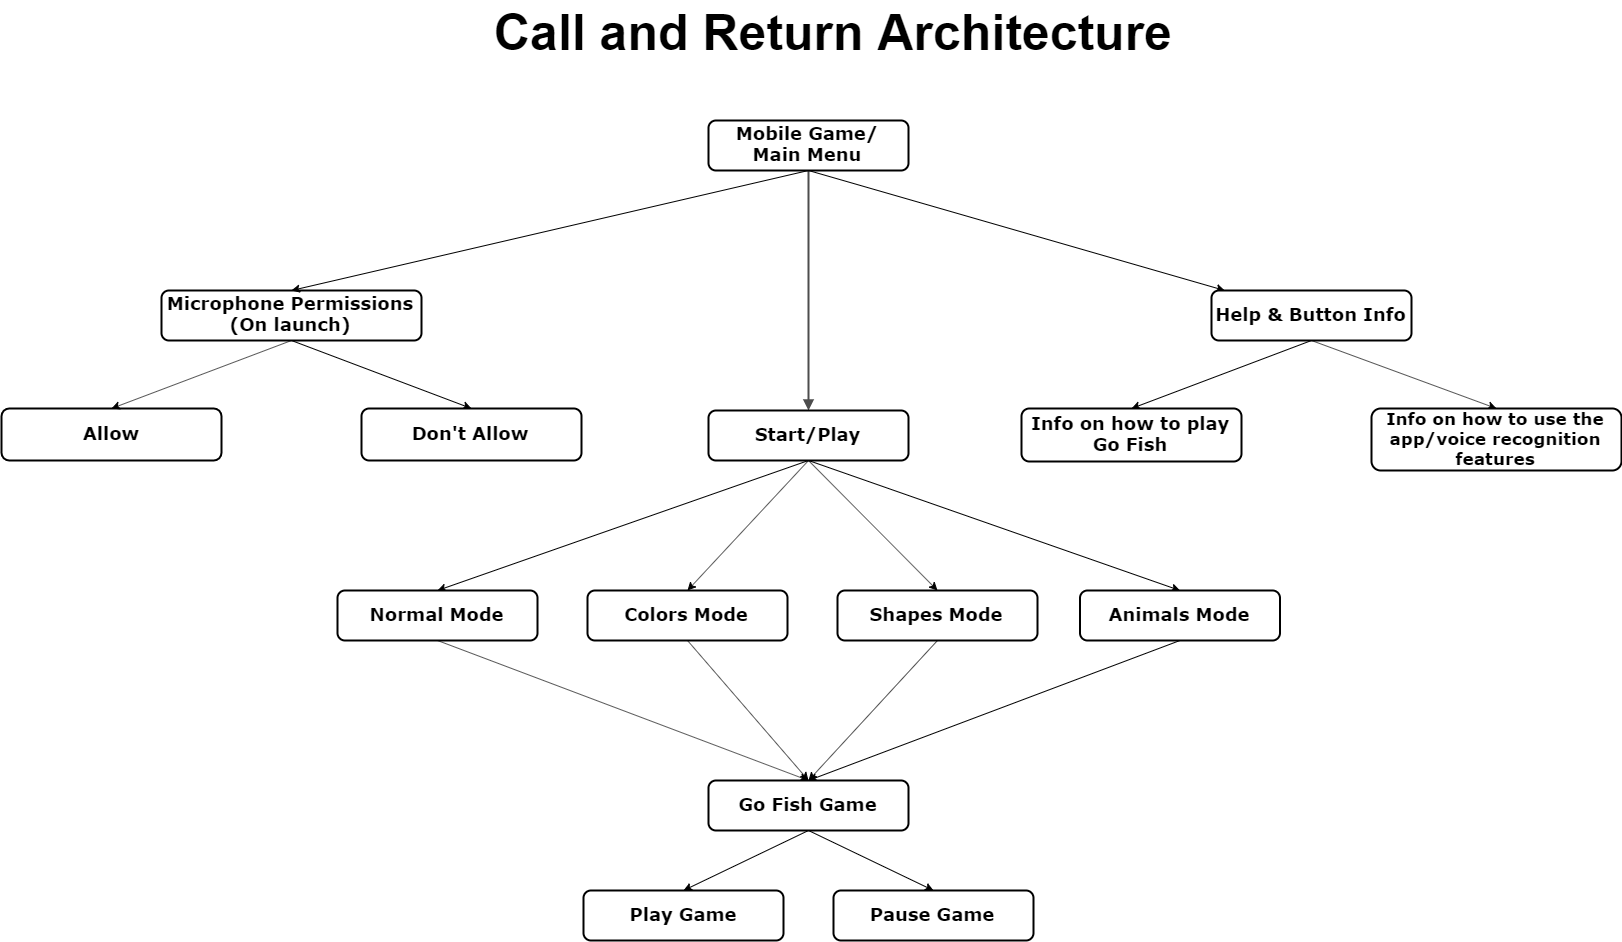 Call and Return Architecture
Mobile Game/
Main Menu
Microphone Permissions
(On launch)
Help & Button Info
Allow
Don't Allow
Start/Play
Info on how to play
Go Fish
Info on how to use the
app/voice recognition
features
Normal Mode
Colors Mode
Shapes Mode
Animals Mode
Go Fish Game
Play Game
Pause Game